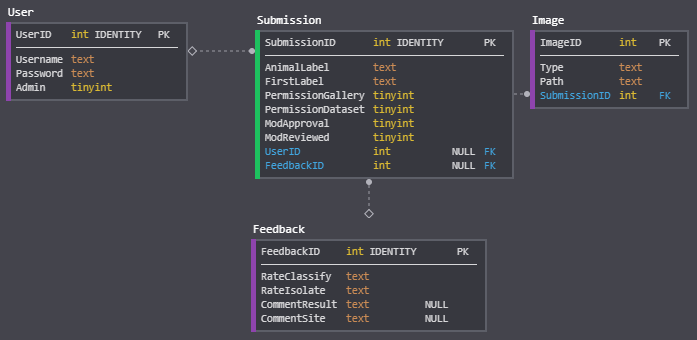 User
UserID int IDENTITY PK
Username text
Password text
Admin tinyint
Submission
SubmissionID int IDENTITY PK
AnimalLabel text
FirstLabel text
PermissionGallery tinyint
PermissionDataset tinyint
ModApproval tinyint
ModReviewed tinyint
UserID int NULL FK
FeedbackID int NULL FK
Image
ImageID int PK
Type text
Path text
SubmissionID int FK
Feedback
FeedbackID int IDENTITY PK
RateClassify text
RateIsolate text
CommentResult text NULL
CommentSite text NULL